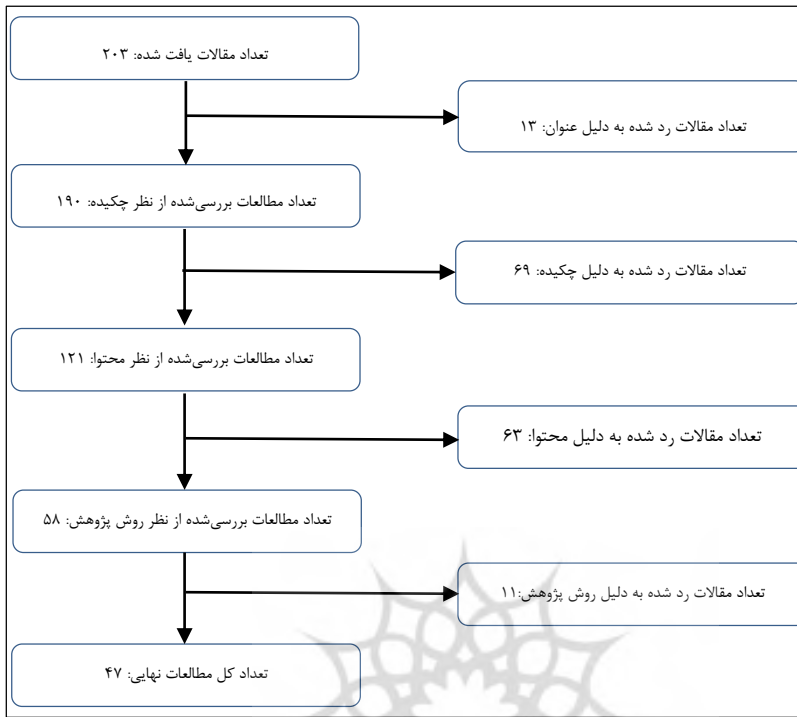 تعداد مقالات یافت شده: ۲۰۳
تعداد مقالات رد شده به دلیل عنوان: ۱۳
تعداد مطالعات بررسی‌شده از نظر چکیده: ۱۹۰
تعداد مقالات رد شده به دلیل چکیده: ۶۹
تعداد مطالعات بررسی‌شده از نظر محتوا: ۱۲۱
تعداد مقالات رد شده به دلیل محتوا: ۶۳
تعداد مطالعات بررسی‌شده از نظر روش پژوهش: ۵۸
تعداد مقالات رد شده به دلیل روش پژوهش:۱۱
تعداد کل مطالعات نهایی: ۴۷